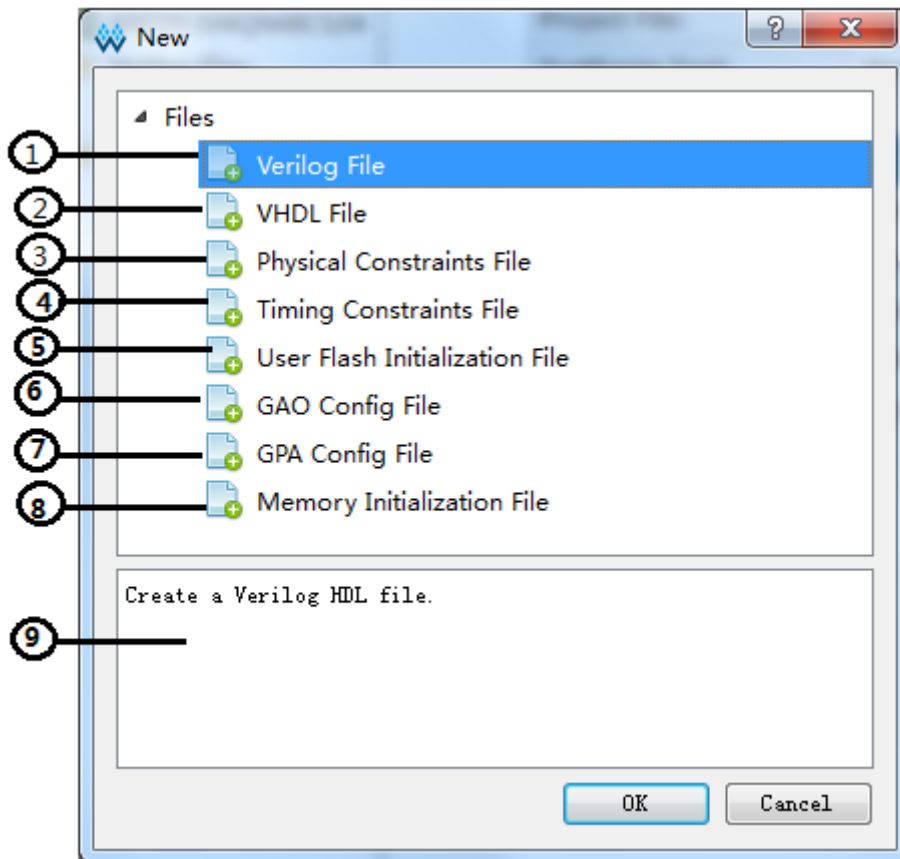 New
?
Files
1 Verilog File
2 VHDL File
3 Physical Constraints File
4 Timing Constraints File
5 User Flash Initialization File
6 GAO Config File
7 GPA Config File
8 Memory Initialization File
Create a Verilog HDL file.
9
OK Cancel